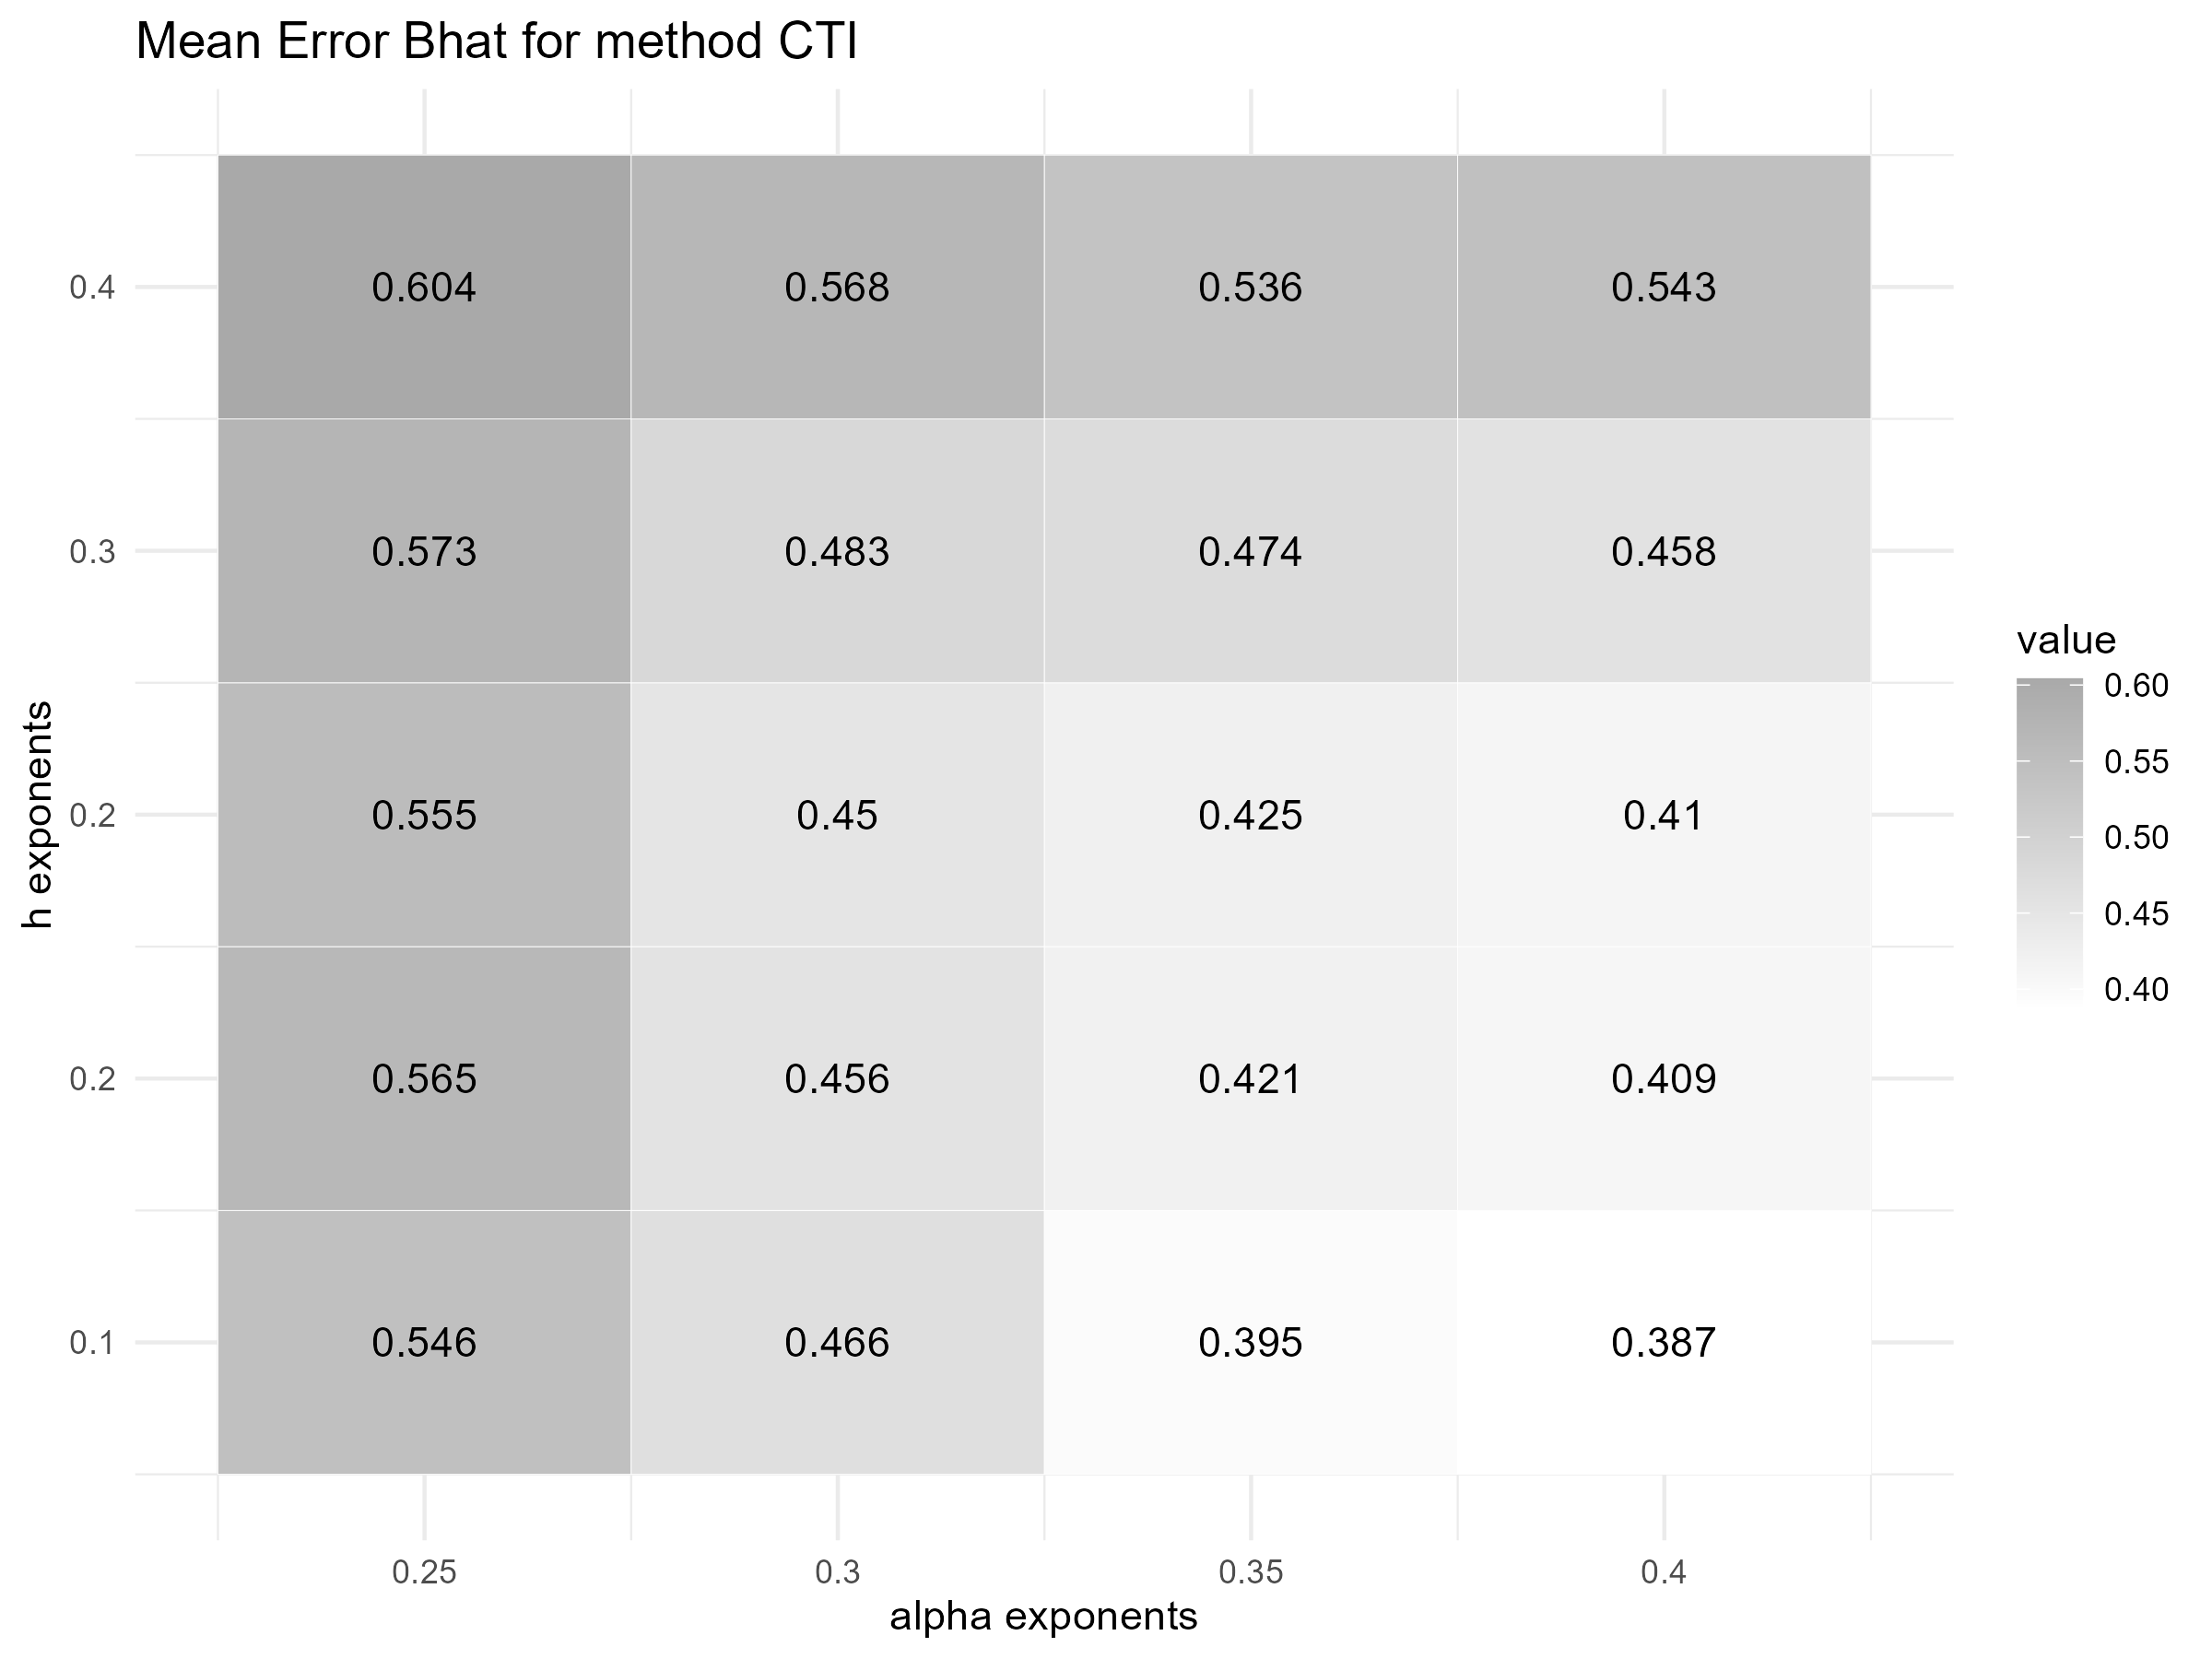 Mean Error Bhat for method CTI
0.4 0.604 0.568 0.536 0.543
0.3 0.573 0.483 0.474 0.458
0.2 0.555 0.45 0.425 0.41
0.2 0.565 0.456 0.421 0.409
0.1 0.546 0.466 0.395 0.387
h exponents
0.25 0.3 0.35 0.4
alpha exponents
value
0.60
0.55
0.50
0.45
0.40